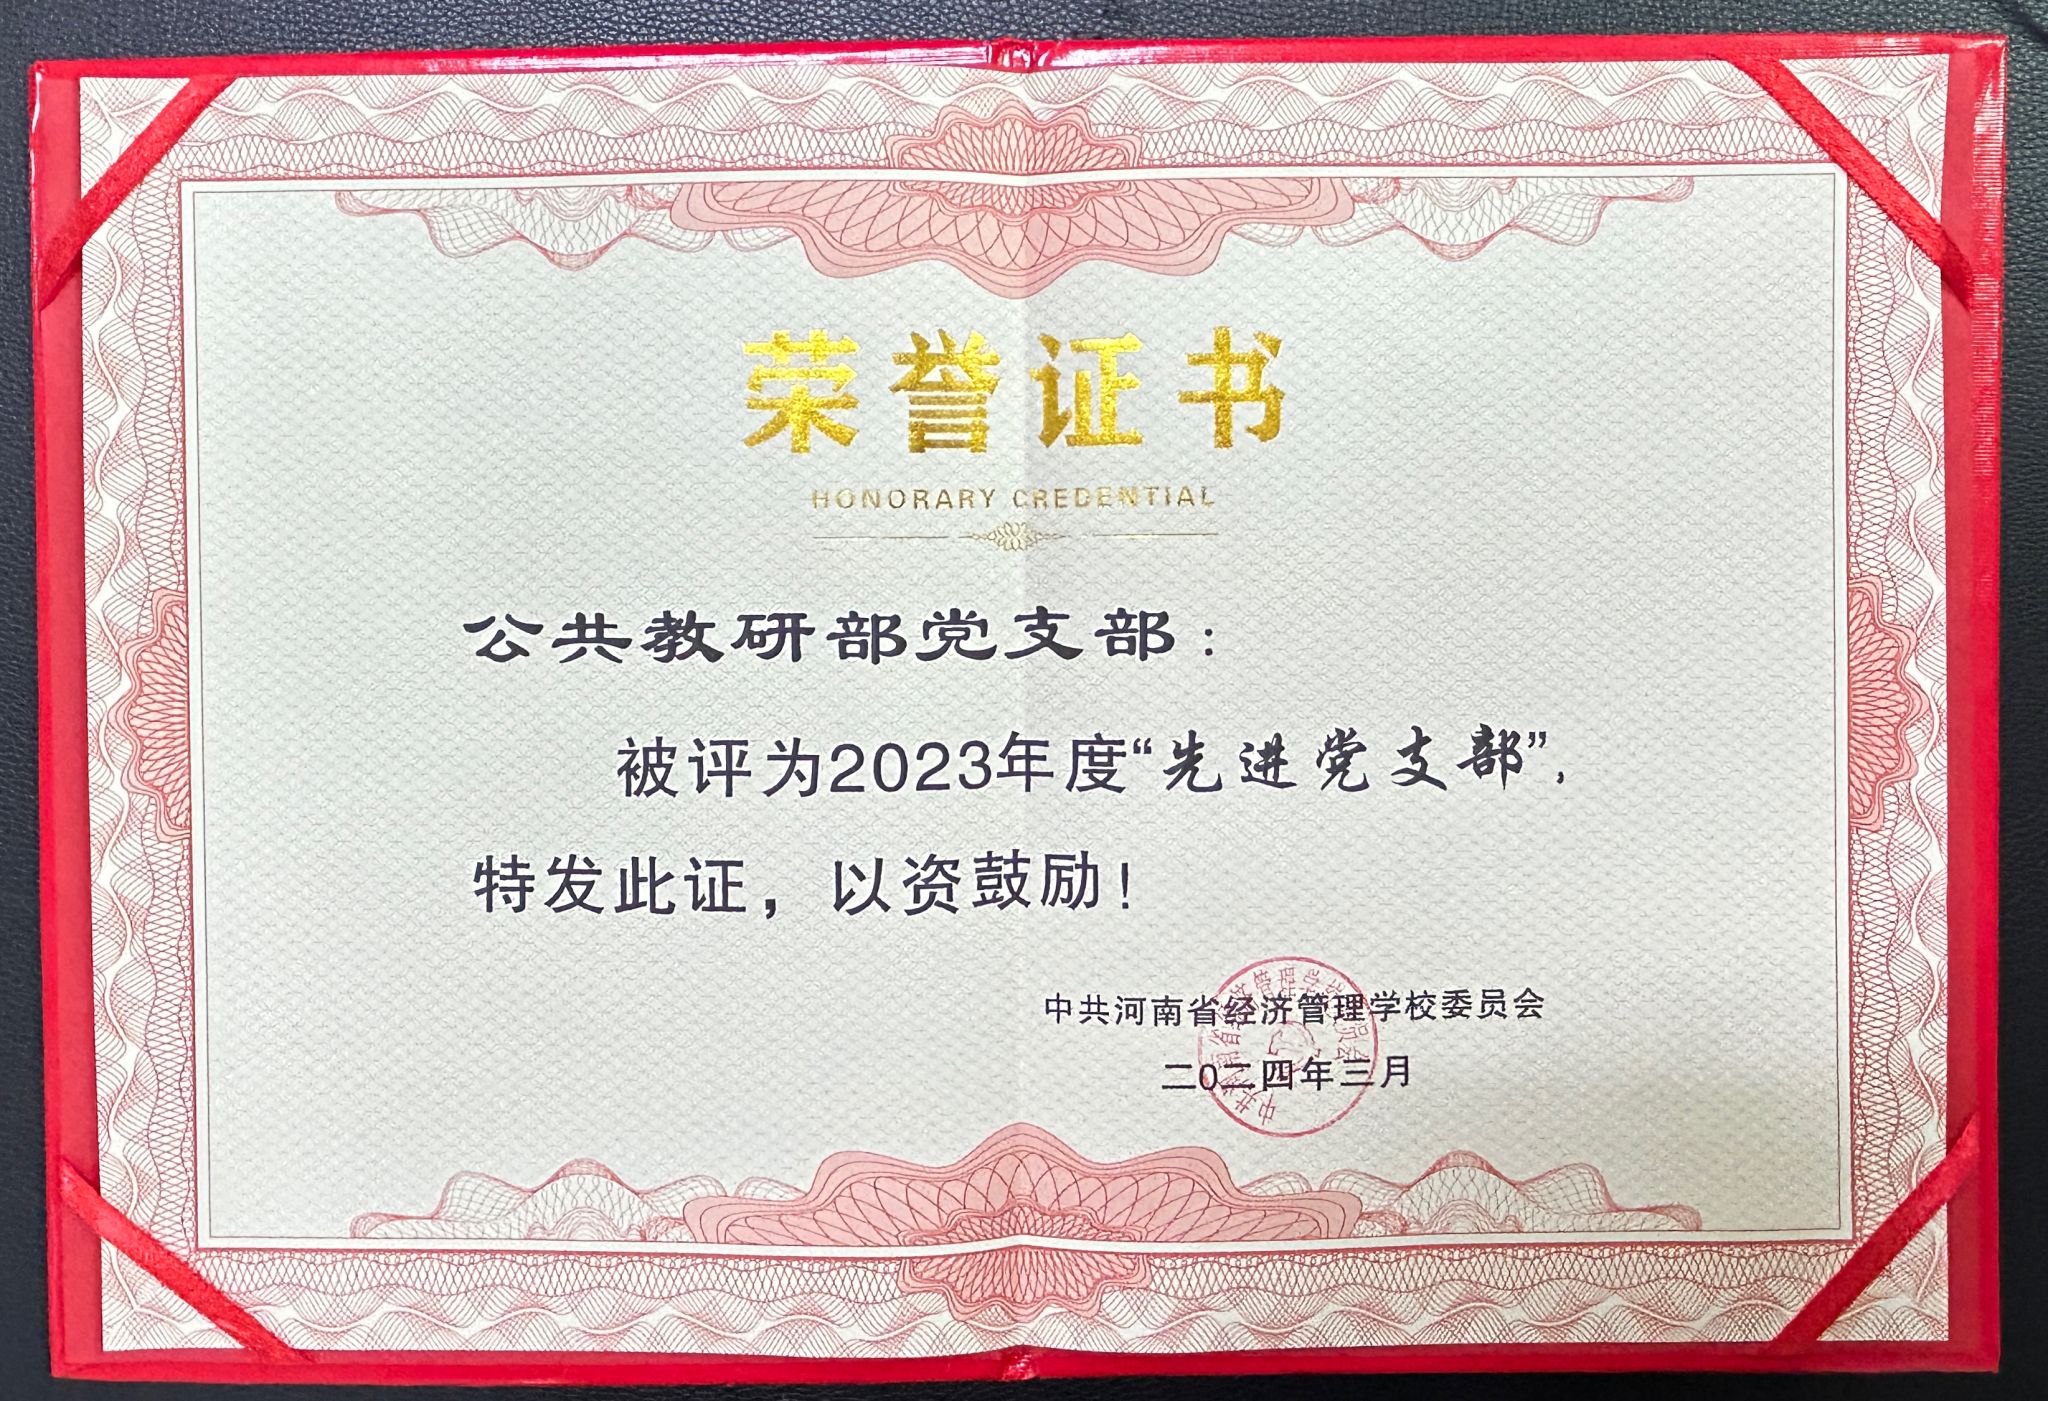 荣誉证书
HONORARY CREDENTIAL
公共教研部党支部：
被评为2023年度“先进党支部”，
特发此证，以资鼓励！
中共河南省经济管理学校委员会
二0二四年三月